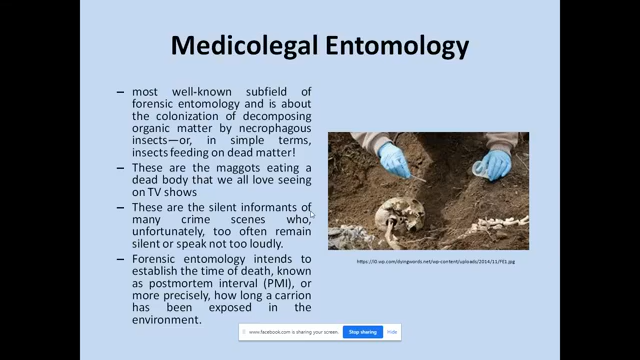 Medicolegal Entomology
– most well-known subfield of
forensic entomology and is about
the colonization of decomposing
organic matter by necrophagous
insects—or, in simple terms,
insects feeding on dead matter!
– These are the maggots eating a
dead body that we all love seeing
on TV shows
– These are the silent informants of
many crime scenes who,
unfortunately, too often remain
silent or speak not too loudly.
– Forensic entomology intends to
establish the time of death, known
as postmortem interval (PMI), or
more precisely, how long a carrion
has been exposed in the
environment.
https://i0.wp.com/dyingwords.net/wp-content/uploads/2014/11/FE1.jpg
www.facebook.com is sharing your screen.
Stop sharing
Hide